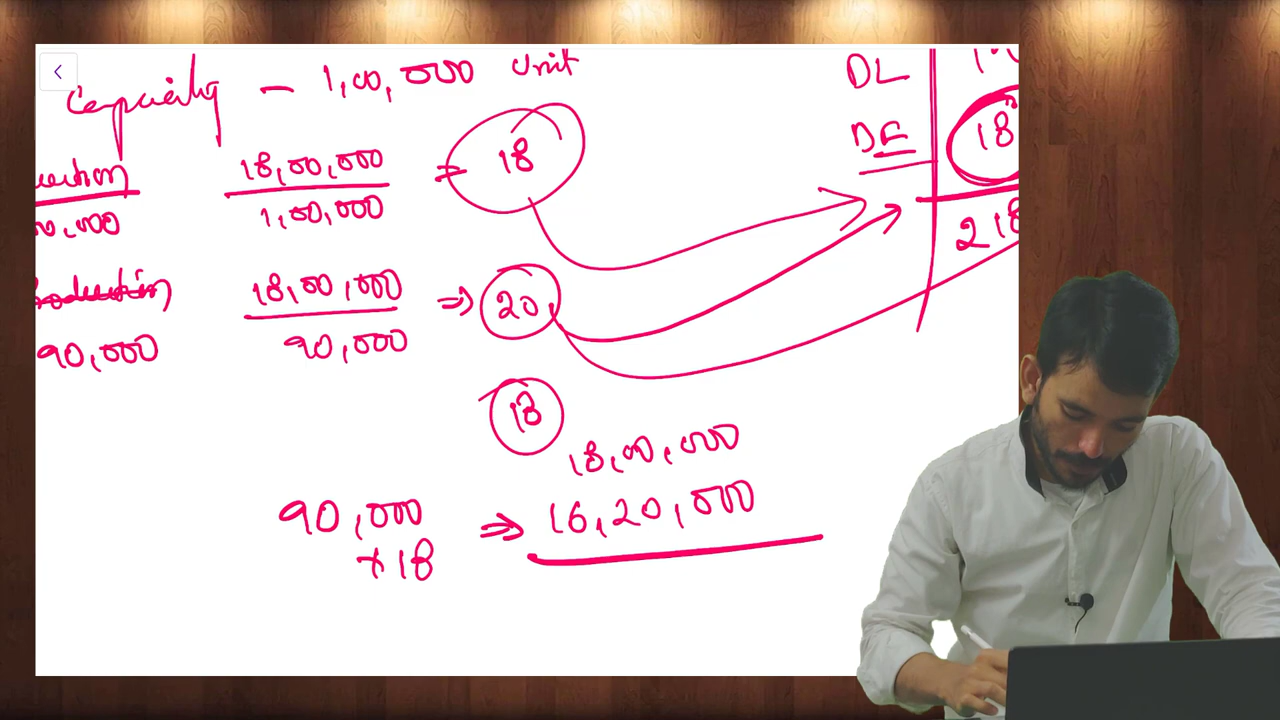 Capacity - 1,00,000 Unit
DL
18,00,000 ⇒ 18
DE 18
1,00,000
218
18,00,000 ⇒ 20
90,000 90,000
18
18,00,000
90,000 ⇒ 16,20,000
×18